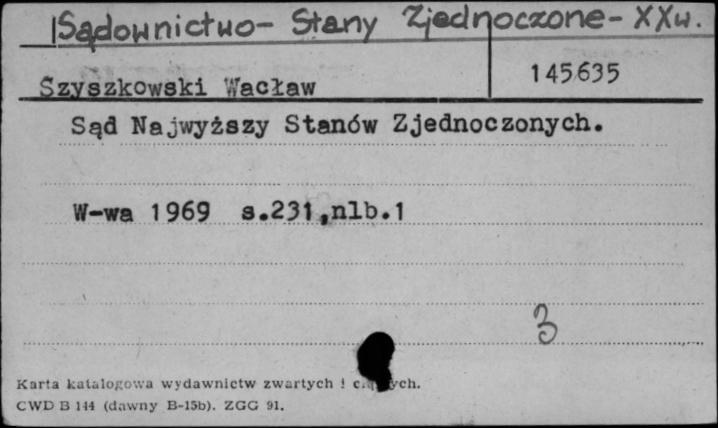 Sądownictwo - Stany Zjednoczone - XX w.
Szyszkowski Wacław 145635
Sąd Najwyższy Stanów Zjednoczonych.
W-wa 1969 s.231,nlb.1
3
Karta katalogowa wydawnictw zwartych i
CWD B 144 (dawny B-15b). ZGG 91.